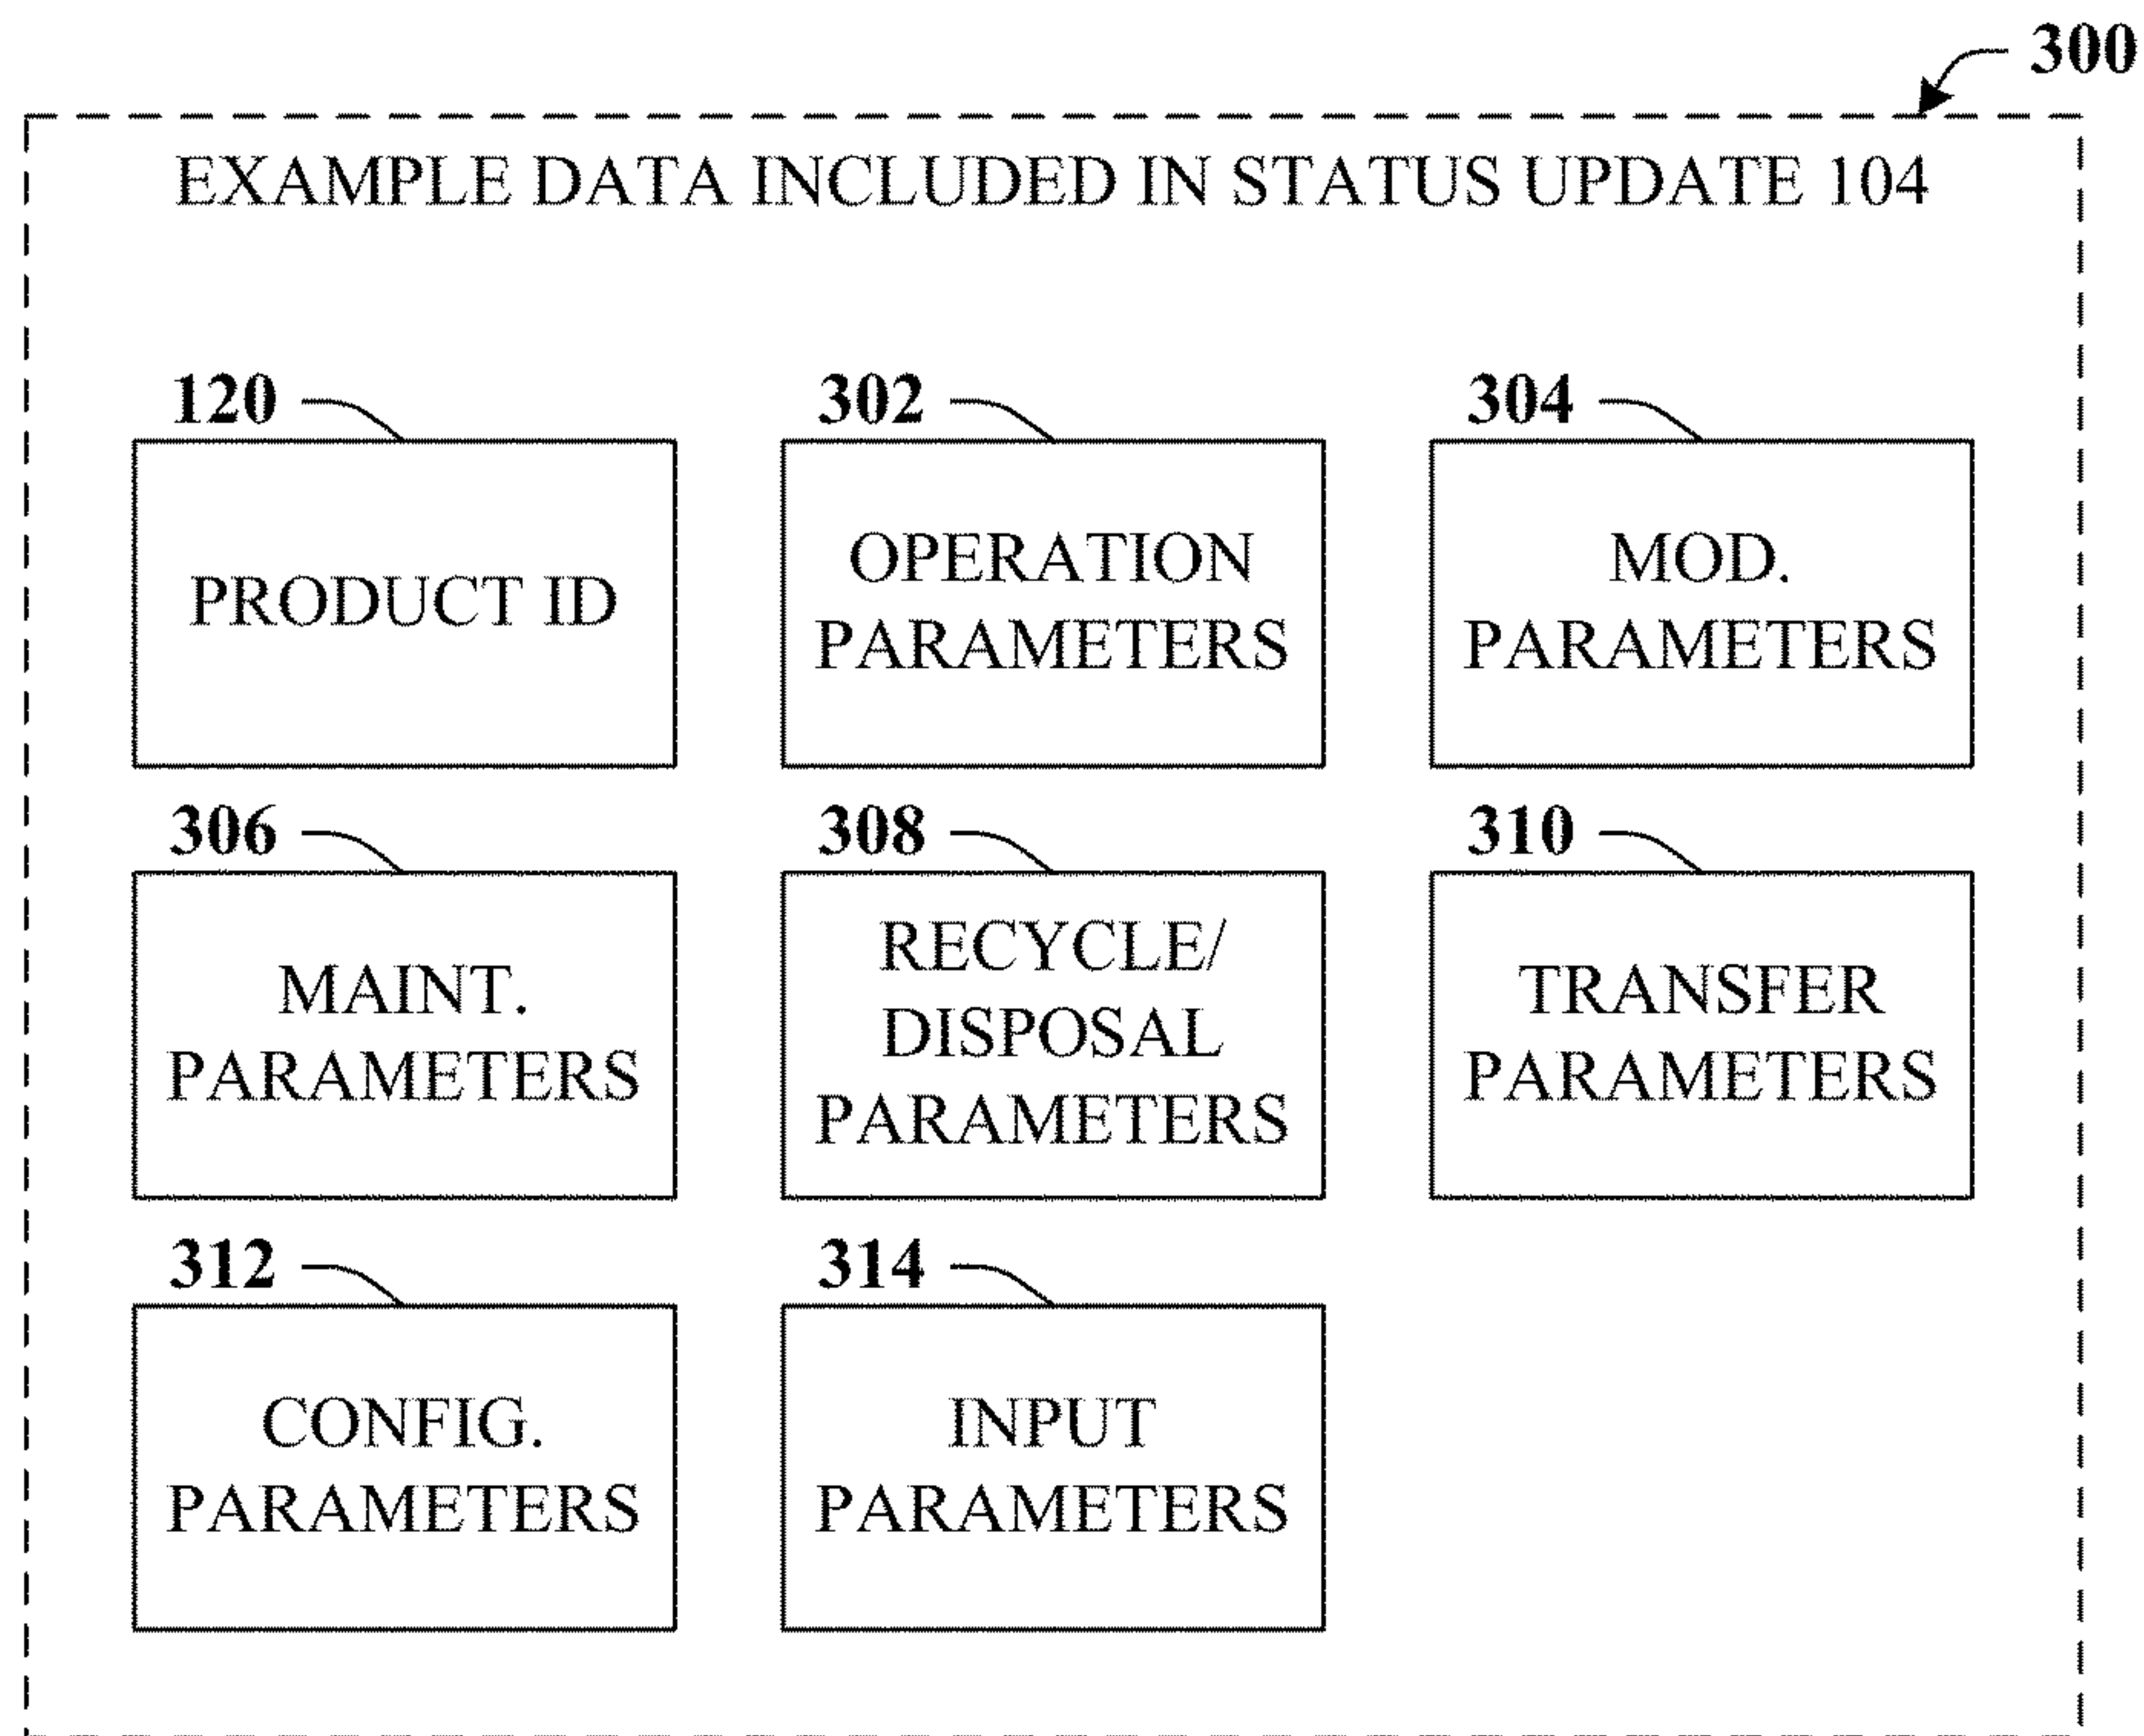 300
EXAMPLE DATA INCLUDED IN STATUS UPDATE 104
120
PRODUCT ID
302
OPERATION
PARAMETERS
304
MOD.
PARAMETERS
306
MAINT.
PARAMETERS
308
RECYCLE/
DISPOSAL
PARAMETERS
310
TRANSFER
PARAMETERS
312
CONFIG.
PARAMETERS
314
INPUT
PARAMETERS